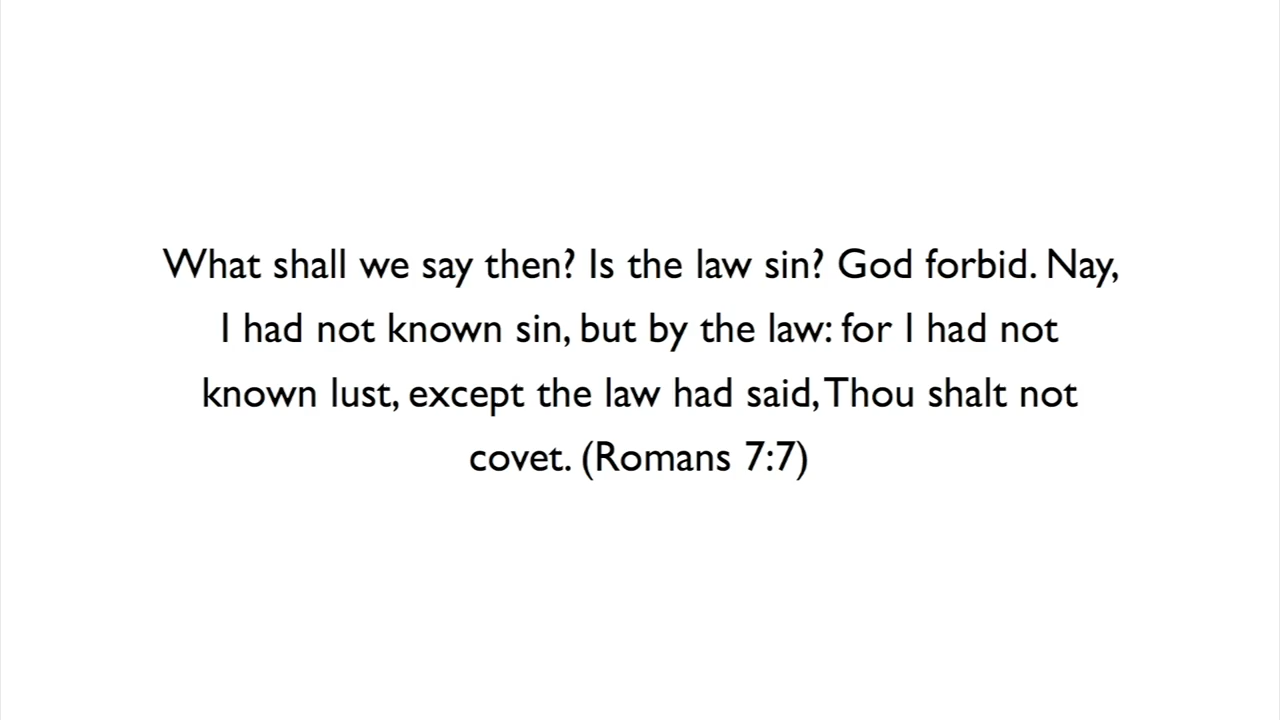 What shall we say then? Is the law sin? God forbid. Nay,
I had not known sin, but by the law: for I had not
known lust, except the law had said, Thou shalt not
covet. (Romans 7:7)